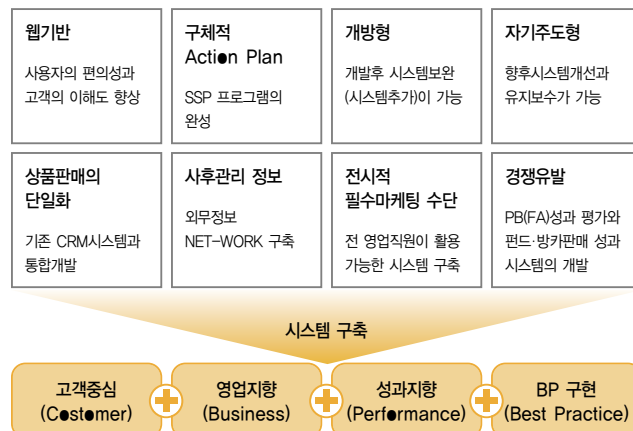 웹기반
사용자의 편의성과
고객의 이해도 향상
구체적
Acti●n Plan
SSP 프로그램의
완성
개방형
개발후 시스템보완
(시스템추가)이 가능
자기주도형
향후시스템개선과
유지보수가 가능
상품판매의
단일화
기존 CRM시스템과
통합개발
사후관리 정보
외무정보
NET-WORK 구축
전시적
필수마케팅 수단
전 영업직원이 활용
가능한 시스템 구축
경쟁유발
PB(FA)성과 평가와
펀드·방카판매 성과
시스템의 개발
시스템 구축
고객중심
(C●st●mer)
영업지향
(Business)
성과지향
(Perf●rmance)
BP 구현
(Best Practice)